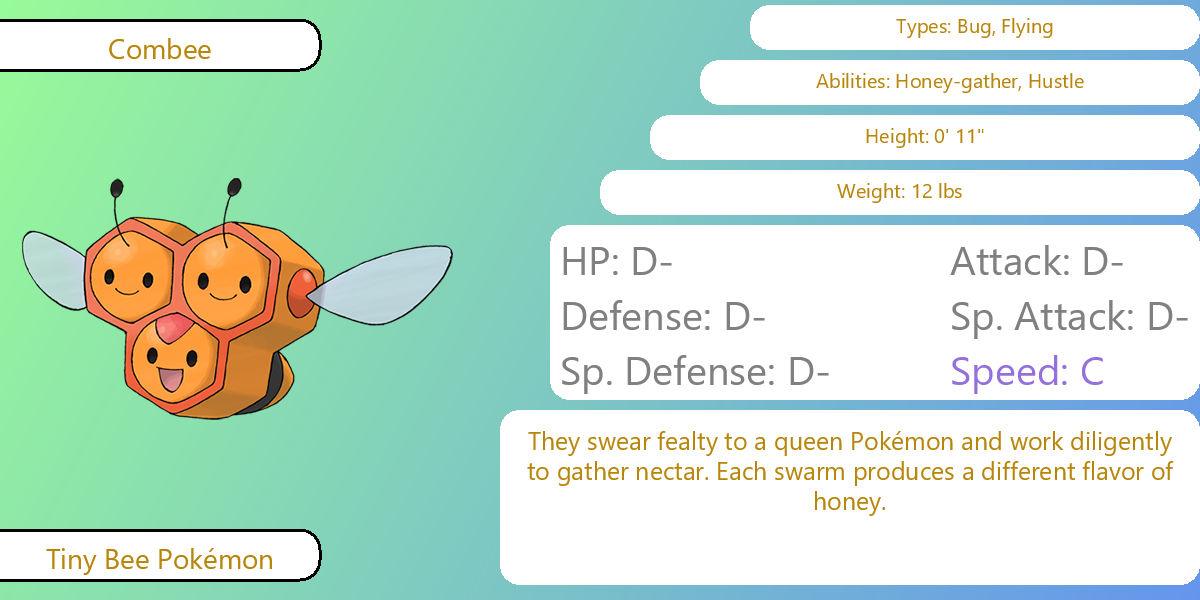 Combee
Types: Bug, Flying
Abilities: Honey-gather, Hustle
Height: 0' 11"
Weight: 12 lbs
HP: D-
Attack: D-
Defense: D-
Sp. Attack: D-
Sp. Defense: D-
Speed: C
They swear fealty to a queen Pokémon and work diligently
to gather nectar. Each swarm produces a different flavor of
honey.
Tiny Bee Pokémon